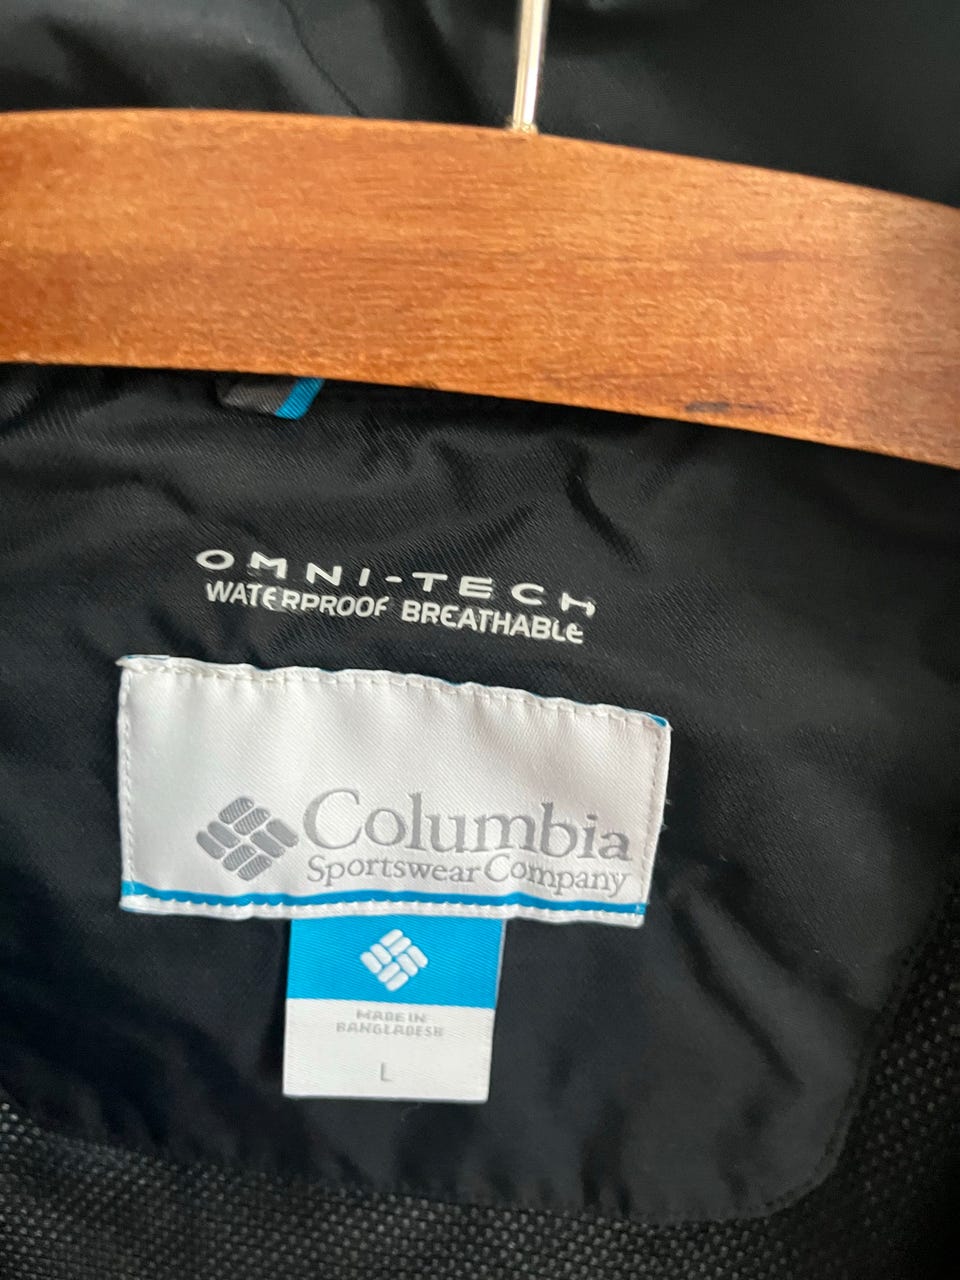 OMNI-TECH
WATERPROOF BREATHABLE
Columbia
Sportswear Company
MADE IN
BANGLADESH
L